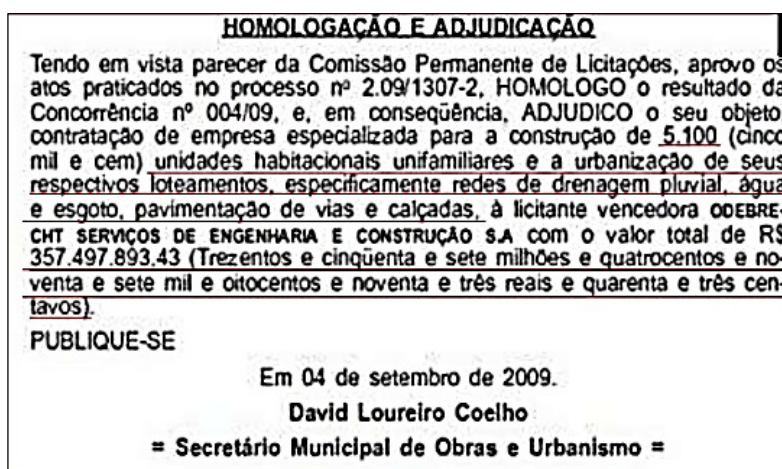 HOMOLOGAÇÃO E ADJUDICAÇÃO
Tendo em vista parecer da Comissão Permanente de Licitações, aprovo os
atos praticados no processo nº 2.09/1307-2, HOMOLOGO o resultado da
Concorrência nº 004/09, e, em conseqüência, ADJUDICO o seu objeto
contratação de empresa especializada para a construção de 5.100 (cinco
mil e cem) unidades habitacionais unifamiliares e a urbanização de seus
respectivos loteamentos, especificamente redes de drenagem pluvial, água
e esgoto, pavimentação de vias e calçadas, à licitante vencedora ODEBRE-
CHT SERVIÇOS DE ENGENHARIA E CONSTRUÇÃO S.A com o valor total de R$
357.497.893,43 (Trezentos e cinqüenta e sete milhões e quatrocentos e no-
venta e sete mil e oitocentos e noventa e três reais e quarenta e três cen-
tavos).
PUBLIQUE-SE
Em 04 de setembro de 2009.
David Loureiro Coelho
= Secretário Municipal de Obras e Urbanismo =